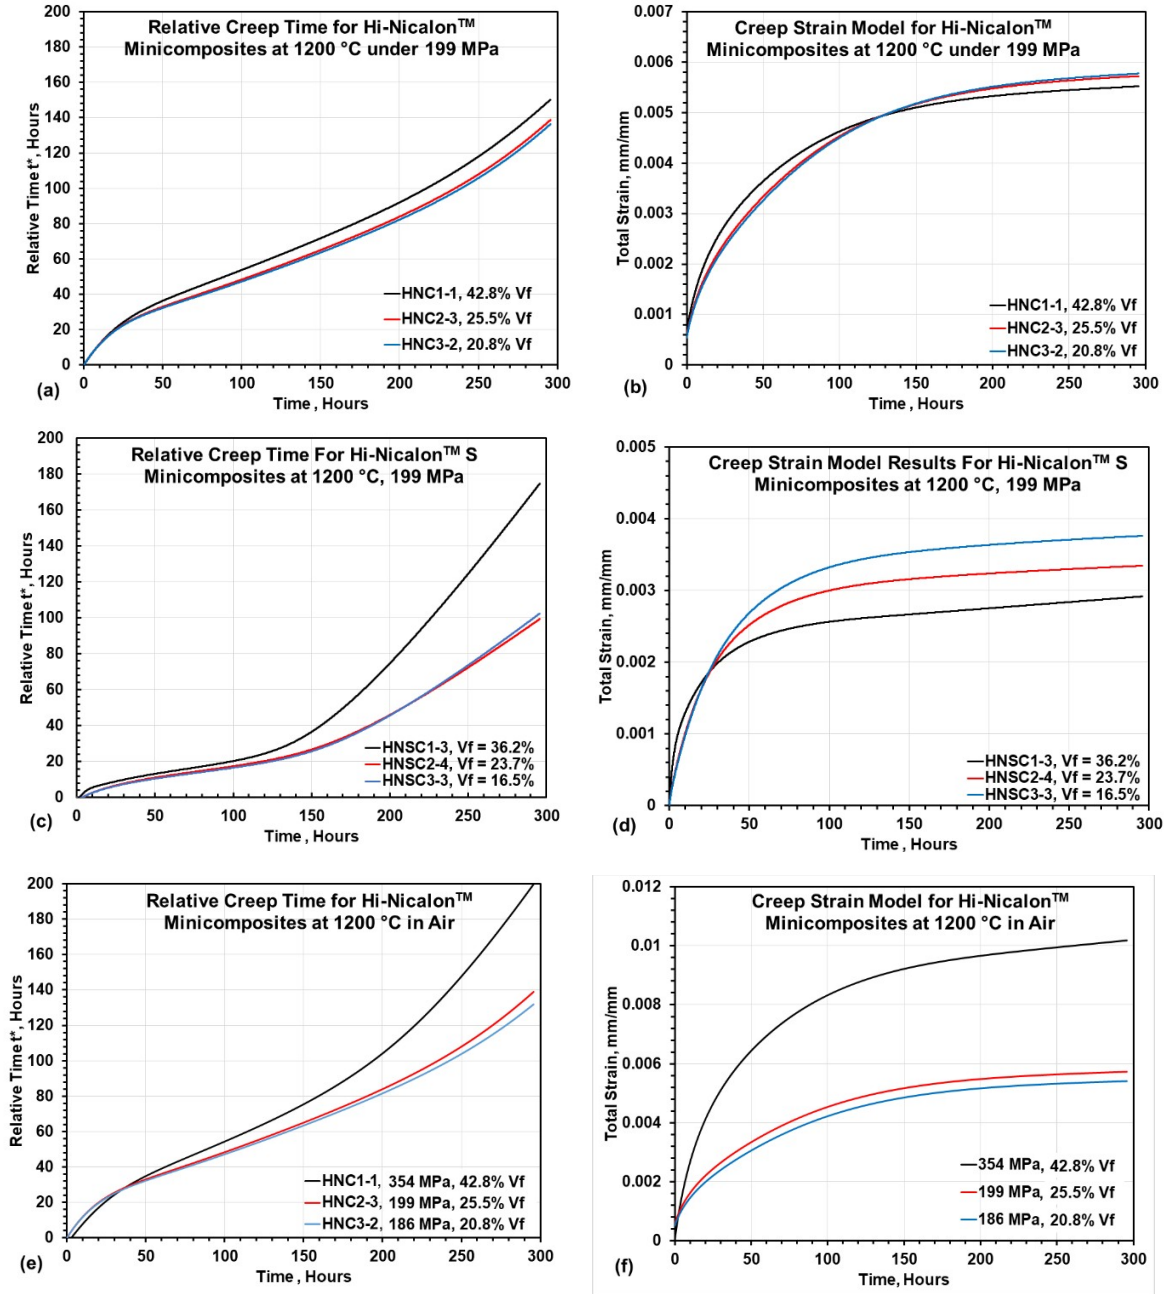 Relative Creep Time for Hi-Nicalon™
Minicomposites at 1200 °C under 199 MPa
200
180
160
140
120
100
80
60
40
20
0
Relative Time t*, Hours
HNC1-1, 42.8% Vf
HNC2-3, 25.5% Vf
HNC3-2, 20.8% Vf
0 50 100 150 200 250 300
Time , Hours
(a)
Creep Strain Model for Hi-Nicalon™
Minicomposites at 1200 °C under 199 MPa
0.007
0.006
0.005
0.004
0.003
0.002
0.001
0
Total Strain, mm/mm
HNC1-1, 42.8% Vf
HNC2-3, 25.5% Vf
HNC3-2, 20.8% Vf
0 50 100 150 200 250 300
Time , Hours
(b)
Relative Creep Time For Hi-Nicalon™ S
Minicomposites at 1200 °C, 199 MPa
200
180
160
140
120
100
80
60
40
20
0
Relative Time t*, Hours
HNSC1-3, Vf = 36.2%
HNSC2-4, Vf = 23.7%
HNSC3-3, Vf = 16.5%
0 50 100 150 200 250 300
Time , Hours
(c)
Creep Strain Model Results For Hi-Nicalon™ S
Minicomposites at 1200 °C, 199 MPa
0.005
0.004
0.003
0.002
0.001
0
Total Strain, mm/mm
HNSC1-3, Vf = 36.2%
HNSC2-4, Vf = 23.7%
HNSC3-3, Vf = 16.5%
0 50 100 150 200 250 300
Time , Hours
(d)
Relative Creep Time for Hi-Nicalon™
Minicomposites at 1200 °C in Air
200
180
160
140
120
100
80
60
40
20
0
Relative Time t*, Hours
HNC1-1, 354 MPa, 42.8% Vf
HNC2-3, 199 MPa, 25.5% Vf
HNC3-2, 186 MPa, 20.8% Vf
0 50 100 150 200 250 300
Time , Hours
(e)
Creep Strain Model for Hi-Nicalon™
Minicomposites at 1200 °C in Air
0.012
0.01
0.008
0.006
0.004
0.002
0
Total Strain, mm/mm
354 MPa, 42.8% Vf
199 MPa, 25.5% Vf
186 MPa, 20.8% Vf
0 50 100 150 200 250 300
Time, Hours
(f)